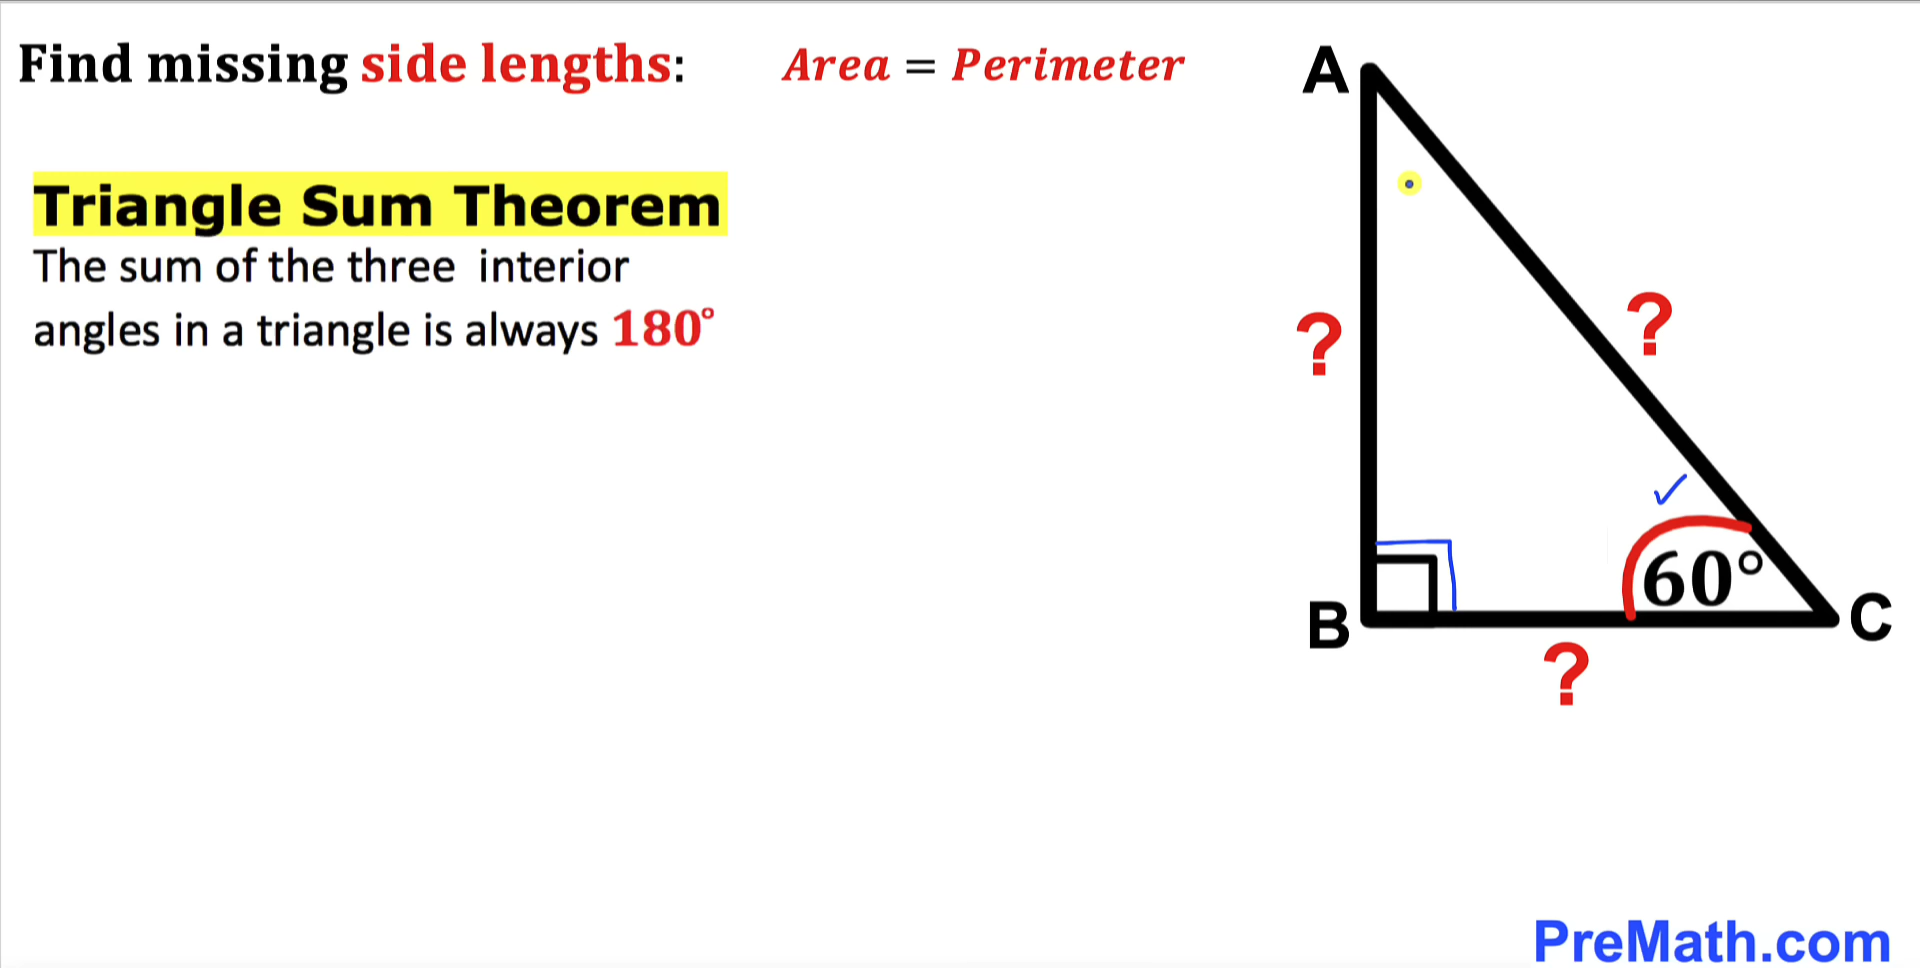 Find missing side lengths: Area = Perimeter
Triangle Sum Theorem
The sum of the three interior
angles in a triangle is always 180°
A
?
?
60°
B
C
?
PreMath.com